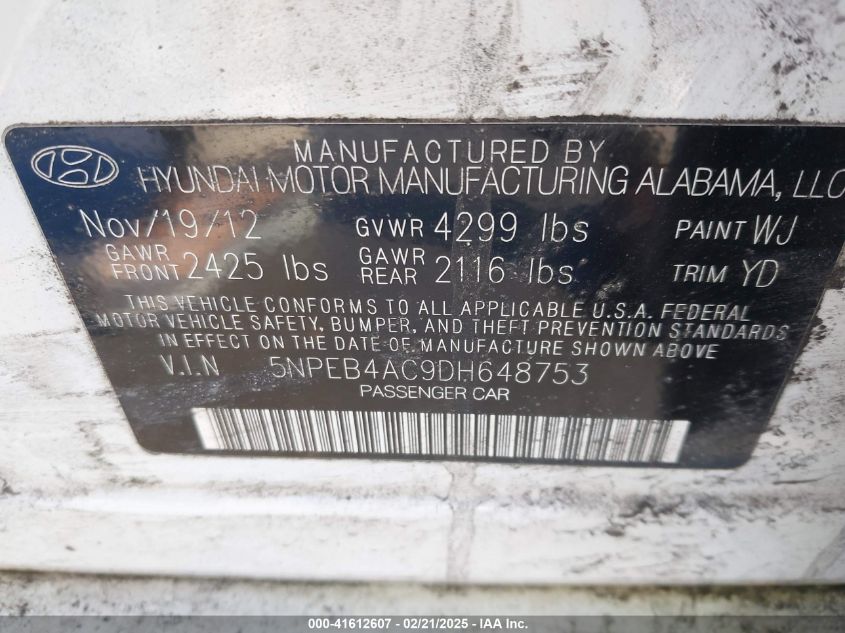 MANUFACTURED BY
HYUNDAI MOTOR MANUFACTURING ALABAMA, LLC
Nov/19/12 GVWR 4299 lbs PAINT WJ
GAWR FRONT 2425 lbs GAWR REAR 2116 lbs TRIM YD
THIS VEHICLE CONFORMS TO ALL APPLICABLE U.S.A. FEDERAL
MOTOR VEHICLE SAFETY, BUMPER, AND THEFT PREVENTION STANDARDS
IN EFFECT ON THE DATE OF MANUFACTURE SHOWN ABOVE
V.I.N 5NPEB4AC9DH648753
PASSENGER CAR
000-41612607 - 02/21/2025 - IAA Inc.